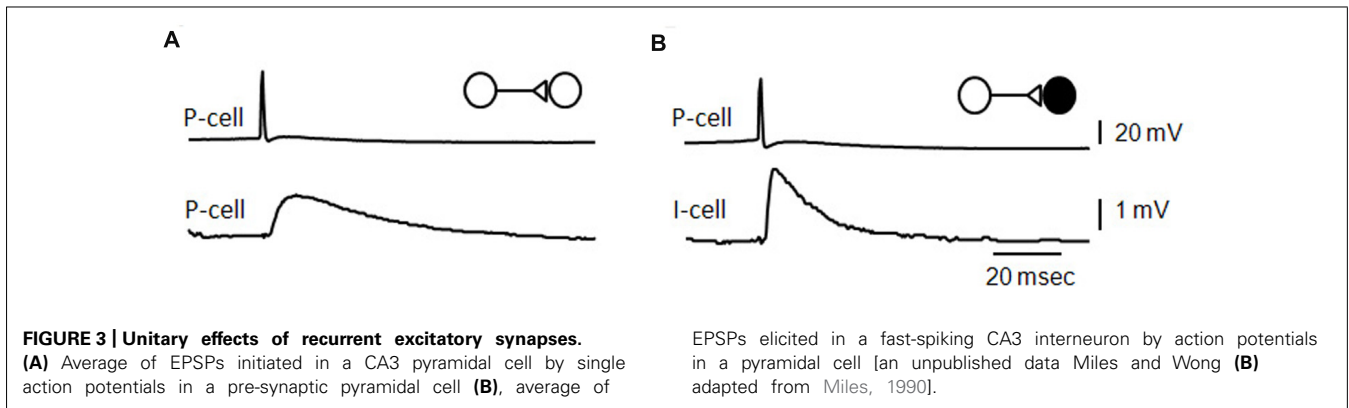 A
B
P-cell
P-cell
20 mV
P-cell
I-cell
1 mV
20 msec
FIGURE 3 | Unitary effects of recurrent excitatory synapses.
(A) Average of EPSPs initiated in a CA3 pyramidal cell by single
action potentials in a pre-synaptic pyramidal cell (B), average of
EPSPs elicited in a fast-spiking CA3 interneuron by action potentials
in a pyramidal cell [an unpublished data Miles and Wong (B)
adapted from Miles, 1990].